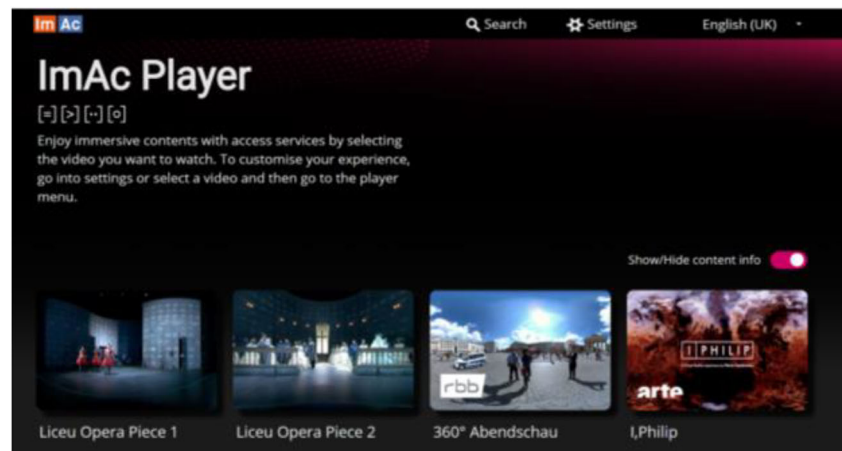 Im Ac
Search
Settings
English (UK)
ImAc Player
[=] [>] [··] [o]
Enjoy immersive contents with access services by selecting
the video you want to watch. To customise your experience,
go into settings or select a video and then go to the player
menu.
Show/Hide content info
rbb
I PHILIP
arte
Liceu Opera Piece 1
Liceu Opera Piece 2
360° Abendschau
I,Philip